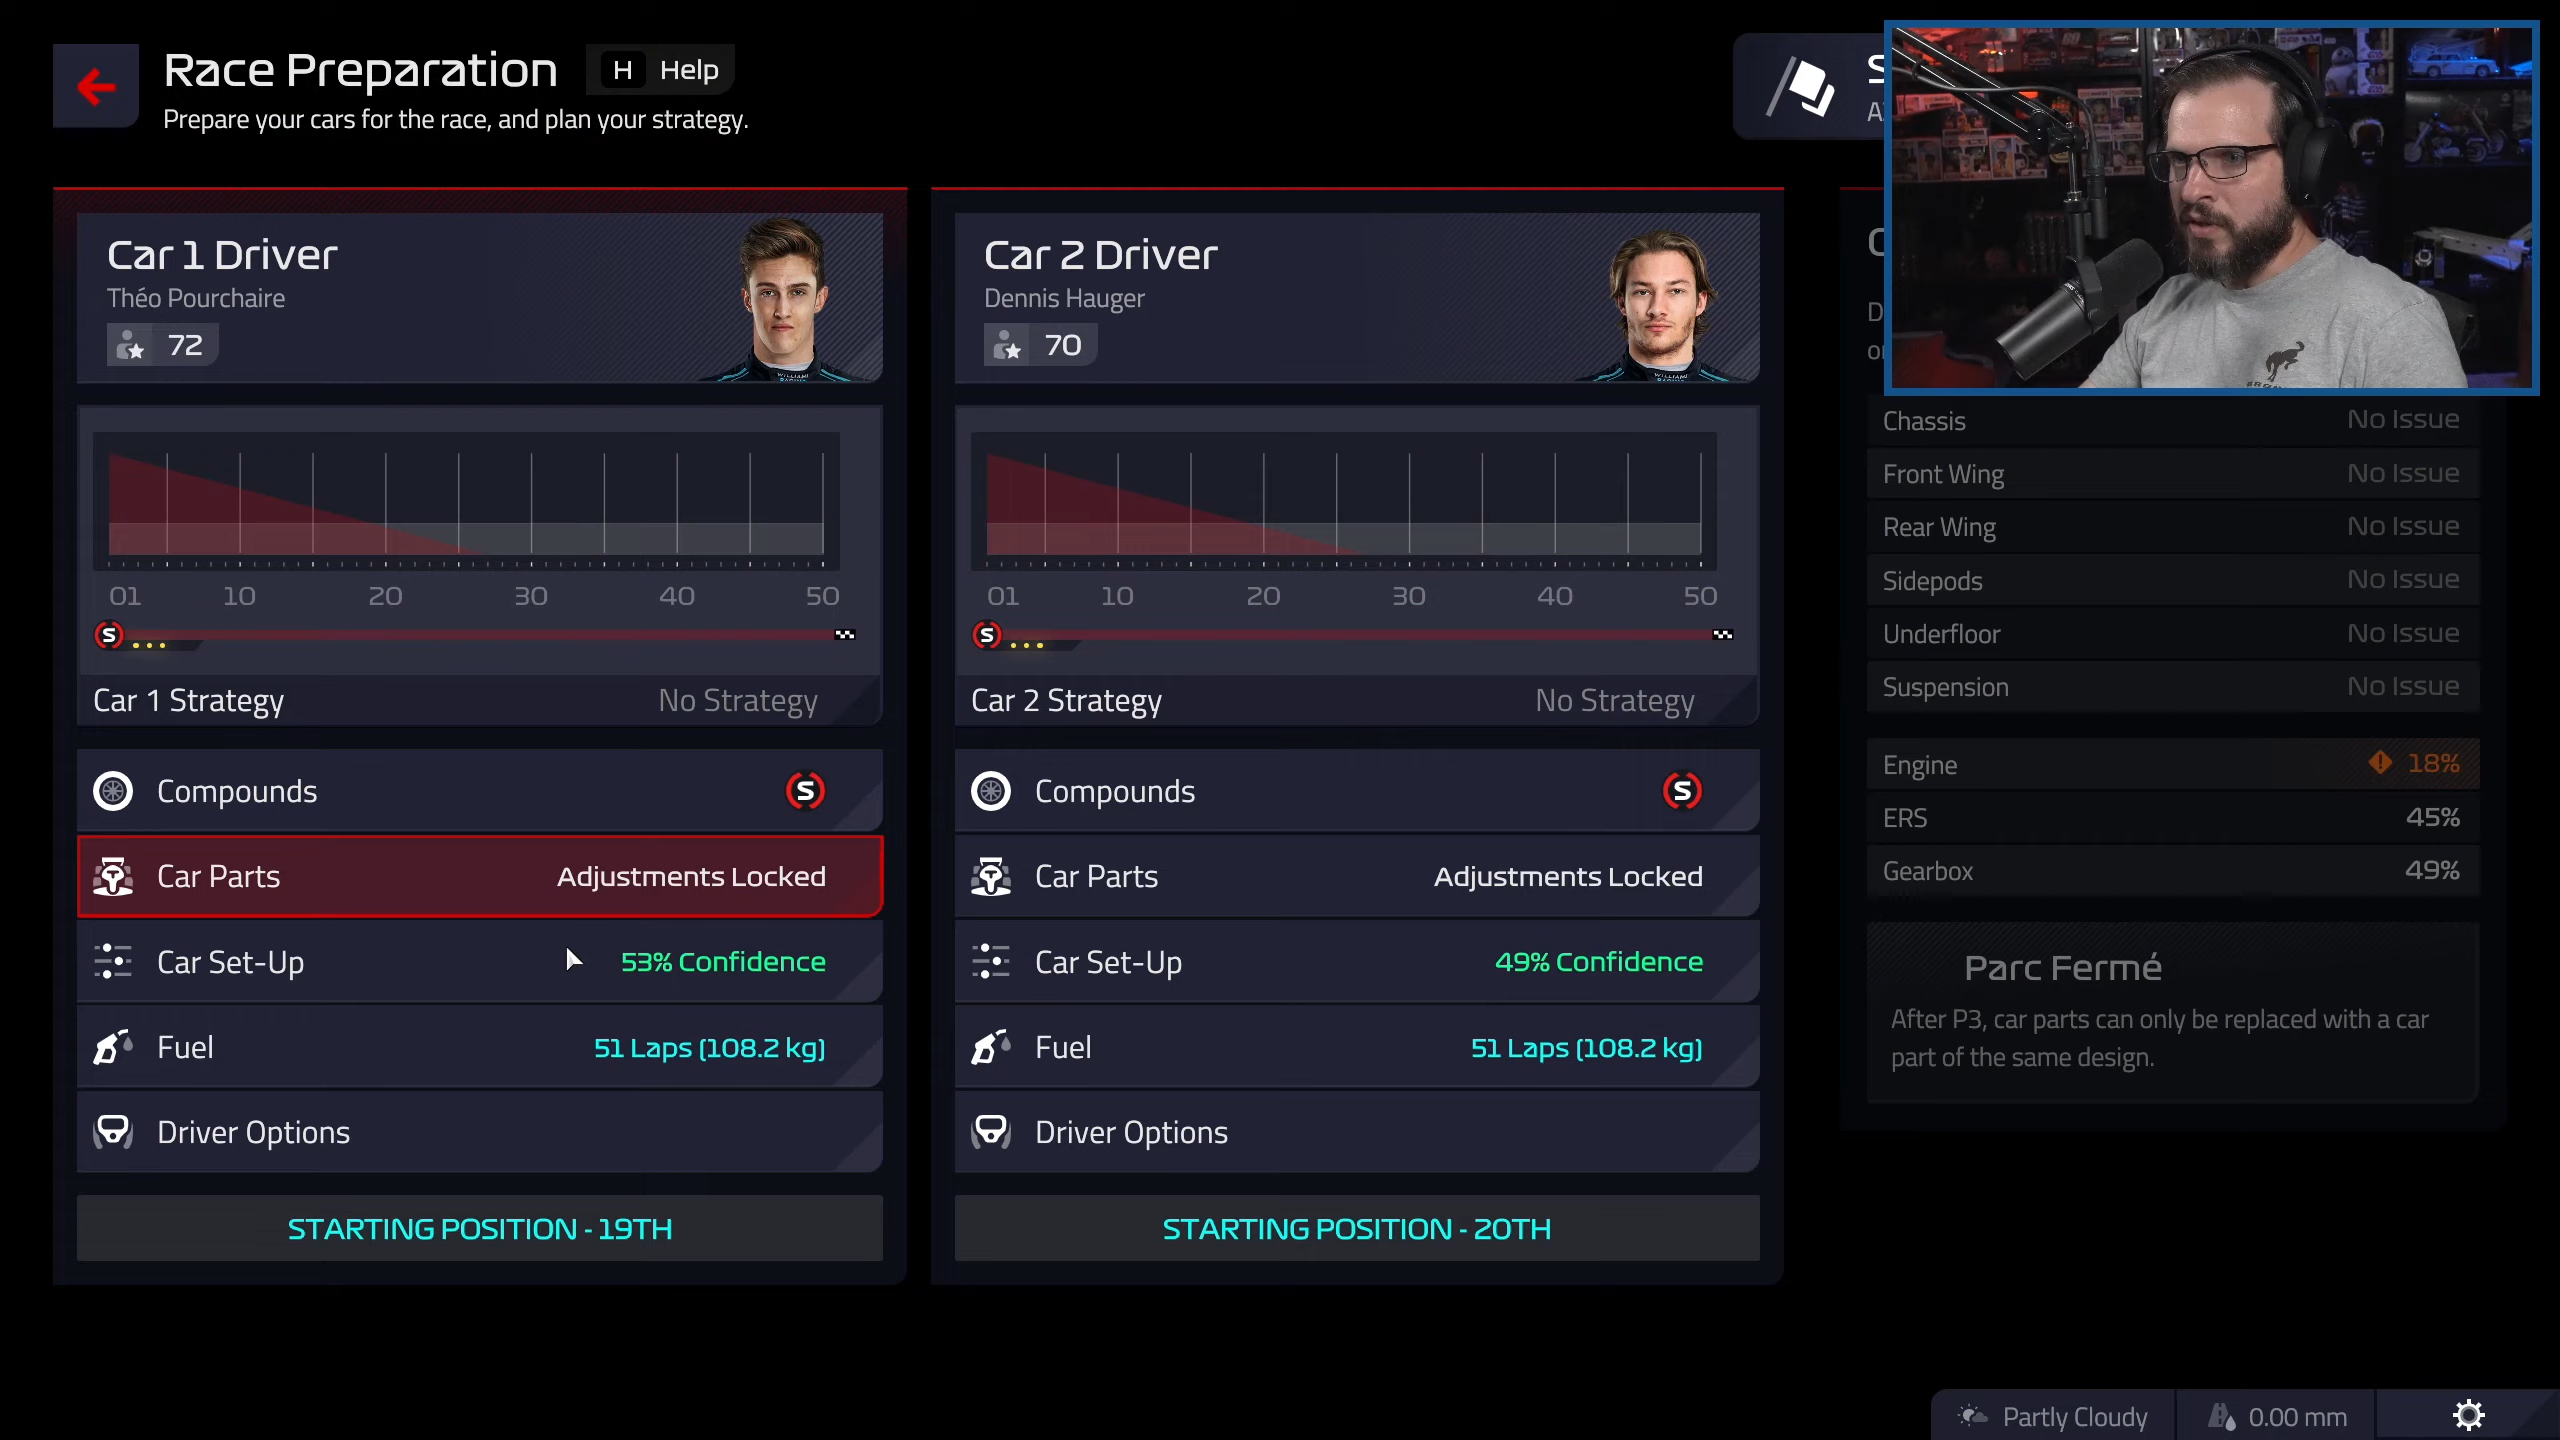 Race Preparation
H Help
Prepare your cars for the race, and plan your strategy.
Car 1 Driver
Théo Pourchaire
72
01 10 20 30 40 50
S
Car 1 Strategy No Strategy
Compounds S
Car Parts Adjustments Locked
Car Set-Up 53% Confidence
Fuel 51 Laps (108.2 kg)
Driver Options
STARTING POSITION - 19TH
Car 2 Driver
Dennis Hauger
70
01 10 20 30 40 50
S
Car 2 Strategy No Strategy
Compounds S
Car Parts Adjustments Locked
Car Set-Up 49% Confidence
Fuel 51 Laps (108.2 kg)
Driver Options
STARTING POSITION - 20TH
Chassis No Issue
Front Wing No Issue
Rear Wing No Issue
Sidepods No Issue
Underfloor No Issue
Suspension No Issue
Engine 18%
ERS 45%
Gearbox 49%
Parc Fermé
After P3, car parts can only be replaced with a car
part of the same design.
Partly Cloudy 0.00 mm